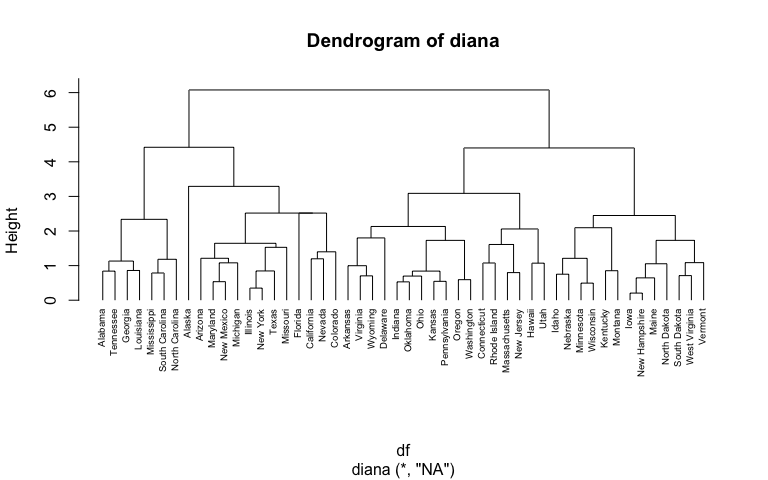 Dendrogram of diana
Height
0 1 2 3 4 5 6
Alabama
Tennessee
Georgia
Louisiana
Mississippi
South Carolina
North Carolina
Alaska
Arizona
Maryland
New Mexico
Michigan
Illinois
New York
Texas
Missouri
Florida
California
Nevada
Colorado
Arkansas
Virginia
Wyoming
Delaware
Indiana
Oklahoma
Ohio
Kansas
Pennsylvania
Oregon
Washington
Connecticut
Rhode Island
Massachusetts
New Jersey
Hawaii
Utah
Idaho
Nebraska
Minnesota
Wisconsin
Kentucky
Montana
Iowa
New Hampshire
Maine
North Dakota
South Dakota
West Virginia
Vermont
df
diana (*, "NA")